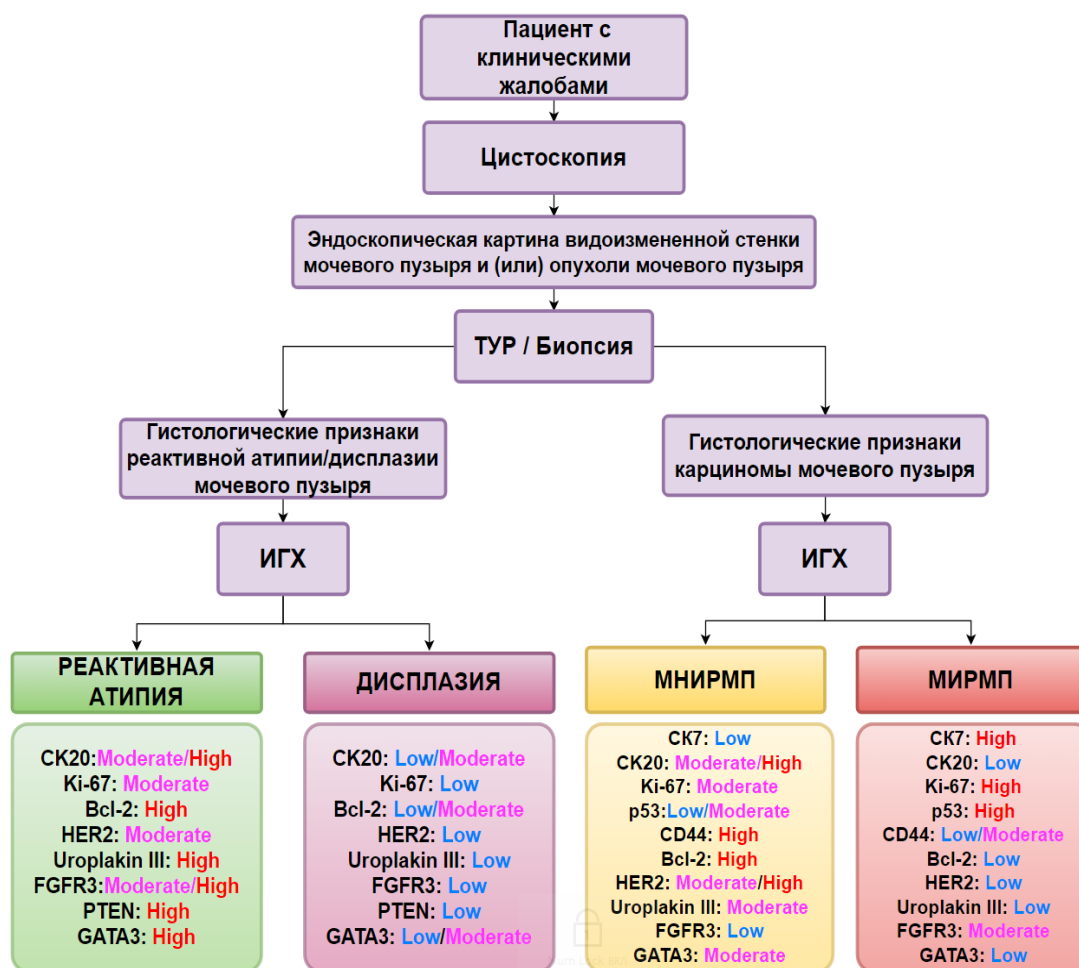 Пациент с
клиническими
жалобами
Цистоскопия
Эндоскопическая картина видоизмененной стенки
мочевого пузыря и (или) опухоли мочевого пузыря
ТУР / Биопсия
Гистологические признаки
реактивной атипии/дисплазии
мочевого пузыря
Гистологические признаки
карциномы мочевого пузыря
ИГХ
ИГХ
РЕАКТИВНАЯ
АТИПИЯ
CK20:Moderate/High
Ki-67: Moderate
Bcl-2: High
HER2: Moderate
Uroplakin III: High
FGFR3:Moderate/High
PTEN: High
GATA3: High
ДИСПЛАЗИЯ
CK20: Low/Moderate
Ki-67: Low
Bcl-2: Low/Moderate
HER2: Low
Uroplakin III: Low
FGFR3: Low
PTEN: Low
GATA3: Low/Moderate
МНИРМП
CK7: Low
CK20: Moderate/High
Ki-67: Moderate
p53:Low/Moderate
CD44: High
Bcl-2: High
HER2: Moderate/High
Uroplakin III: Moderate
FGFR3: Low
GATA3: Moderate
МИРМП
CK7: High
CK20: Low
Ki-67: High
p53: High
CD44: Low/Moderate
Bcl-2: Low
HER2: Low
Uroplakin III: Low
FGFR3: Moderate
GATA3: Low